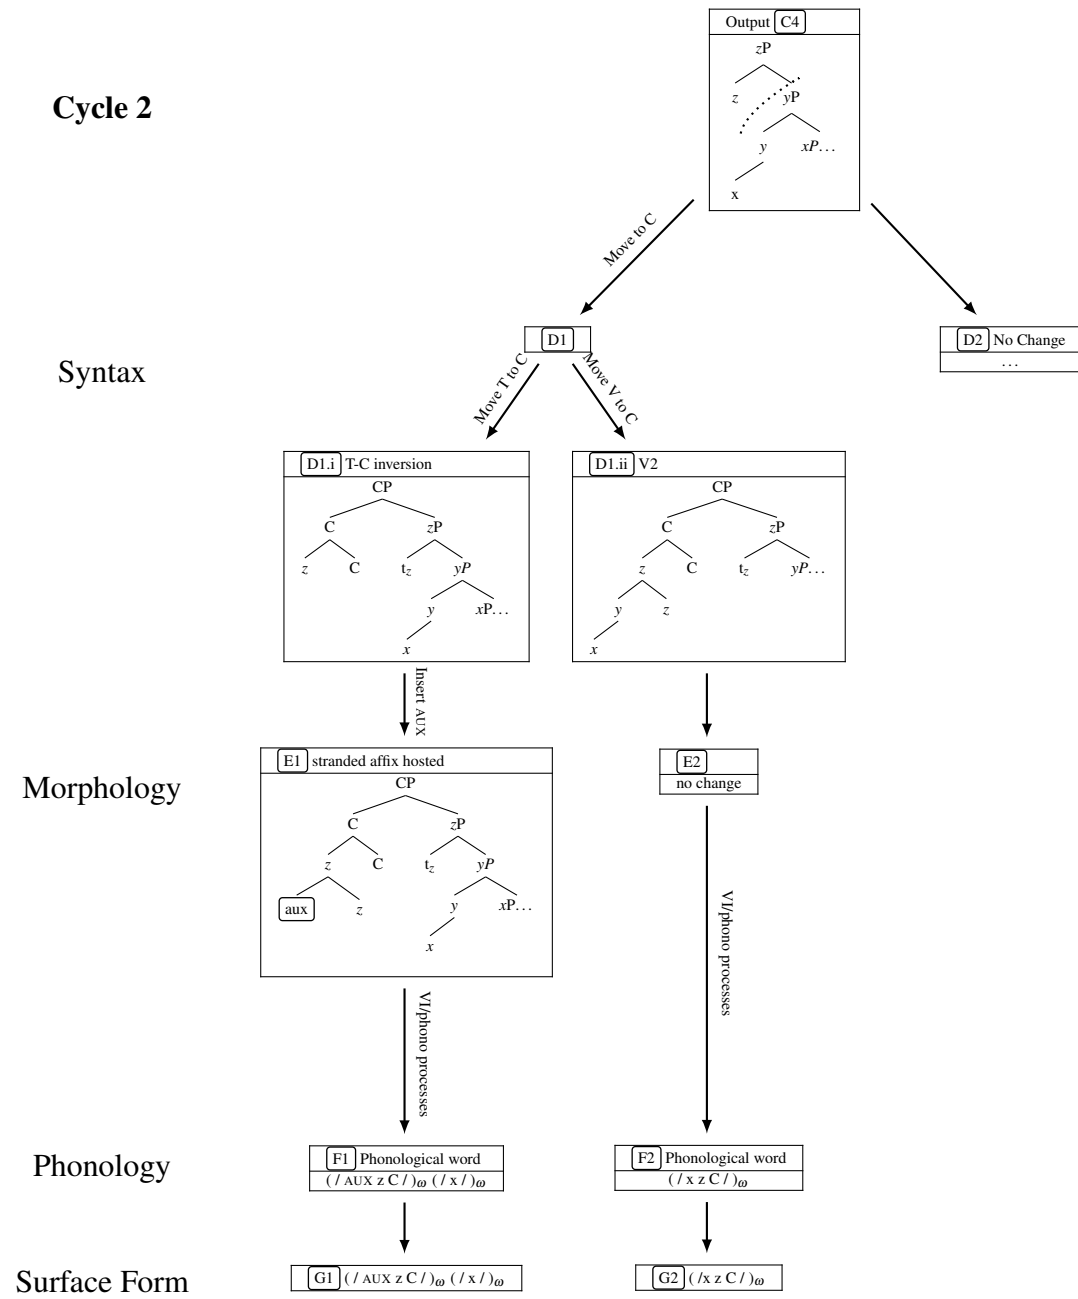 Output C4
zP
Cycle 2
z yP
y xP...
x
Move to C
D1
D2 No Change
...
Syntax
Move T to C
Move V to C
D1.i T-C inversion
D1.ii V2
CP
C zP
z C t_z yP
y xP...
x
CP
C zP
z C t_z yP...
y z
x
Insert AUX
E1 stranded affix hosted
E2
no change
Morphology
CP
C zP
z C t_z yP
aux z y xP...
x
VI/phono processes
VI/phono processes
Phonology
F1 Phonological word
( / AUX z C / )ω ( / x / )ω
F2 Phonological word
( / x z C / )ω
Surface Form
G1 ( / AUX z C / )ω ( / x / )ω
G2 ( /x z C / )ω